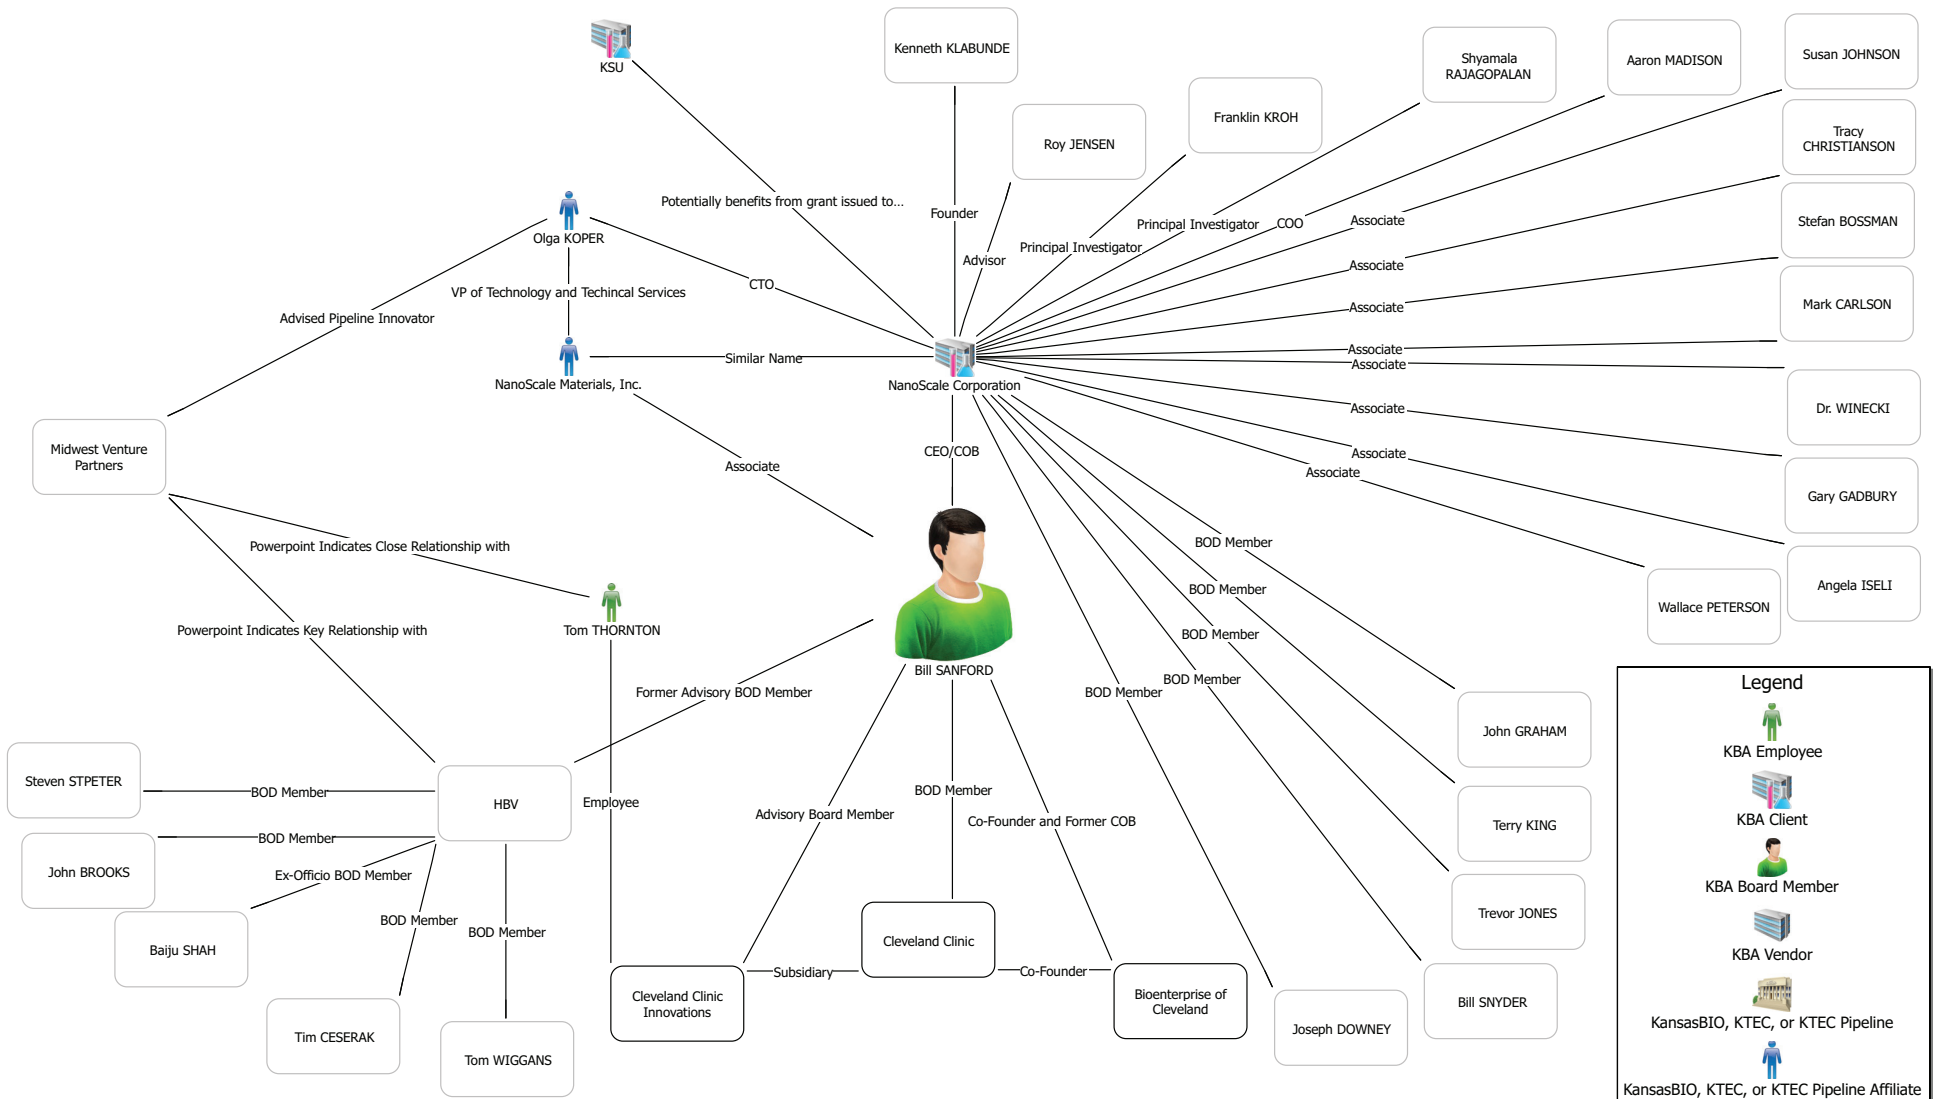 KSU
Kenneth KLABUNDE
Roy JENSEN
Franklin KROH
Shyamala
RAJAGOPALAN
Aaron MADISON
Susan JOHNSON
Tracy
CHRISTIANSON
Stefan BOSSMAN
Mark CARLSON
Dr. WINECKI
Gary GADBURY
Angela ISELI
Wallace PETERSON
Potentially benefits from grant issued to...
Founder
Advisor
Principal Investigator
Principal Investigator
COO
Associate
Associate
Associate
Associate
Associate
Associate
Associate
Associate
Olga KOPER
VP of Technology and Techincal Services
CTO
Advised Pipeline Innovator
NanoScale Materials, Inc.
Similar Name
NanoScale Corporation
Midwest Venture
Partners
Associate
CEO/COB
Powerpoint Indicates Close Relationship with
Tom THORNTON
Powerpoint Indicates Key Relationship with
Bill SANFORD
Former Advisory BOD Member
BOD Member
BOD Member
BOD Member
BOD Member
BOD Member
John GRAHAM
Terry KING
Trevor JONES
Bill SNYDER
Joseph DOWNEY
Steven STPETER
BOD Member
HBV
Employee
Advisory Board Member
BOD Member
Co-Founder and Former COB
John BROOKS
BOD Member
Ex-Officio BOD Member
Baiju SHAH
BOD Member
BOD Member
Tim CESERAK
Tom WIGGANS
Cleveland Clinic
Innovations
Subsidiary
Cleveland Clinic
Co-Founder
Bioenterprise of
Cleveland
Legend
KBA Employee
KBA Client
KBA Board Member
KBA Vendor
KansasBIO, KTEC, or KTEC Pipeline
KansasBIO, KTEC, or KTEC Pipeline Affiliate